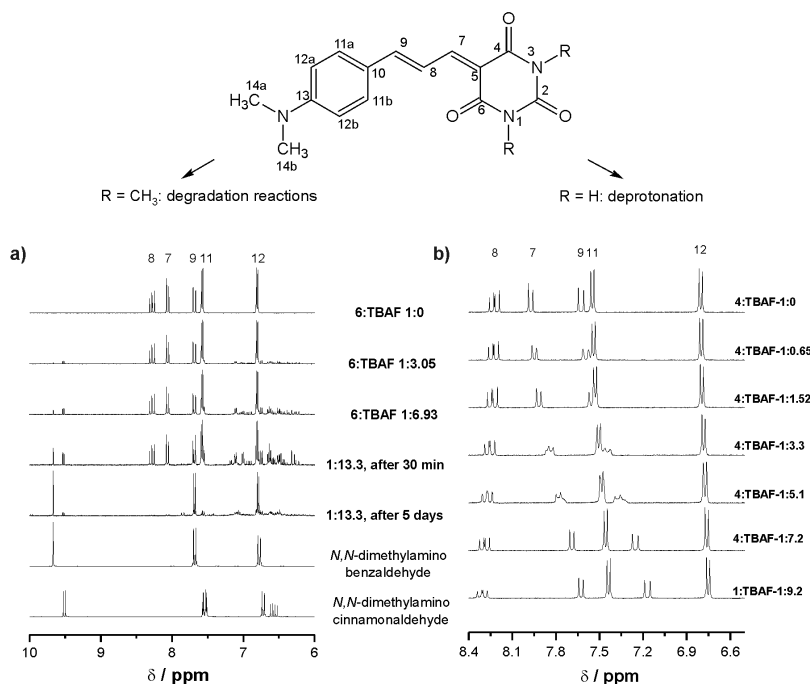 O
11a
9
7
4
3
R
12a
N
14a
10
8
5
H₃C
13
11b
6
2
N
12b
O
N
1
O
CH₃
R
14b
R = CH₃: degradation reactions
R = H: deprotonation
a)
8
7
9
11
12
6:TBAF 1:0
6:TBAF 1:3.05
6:TBAF 1:6.93
1:13.3, after 30 min
1:13.3, after 5 days
N,N-dimethylamino
benzaldehyde
N,N-dimethylamino
cinnamonaldehyde
10
9
8
7
6
δ / ppm
b)
8
7
9
11
12
4:TBAF-1:0
4:TBAF-1:0.65
4:TBAF-1:1.52
4:TBAF-1:3.3
4:TBAF-1:5.1
4:TBAF-1:7.2
1:TBAF-1:9.2
8.4
8.1
7.8
7.5
7.2
6.9
6.6
δ / ppm